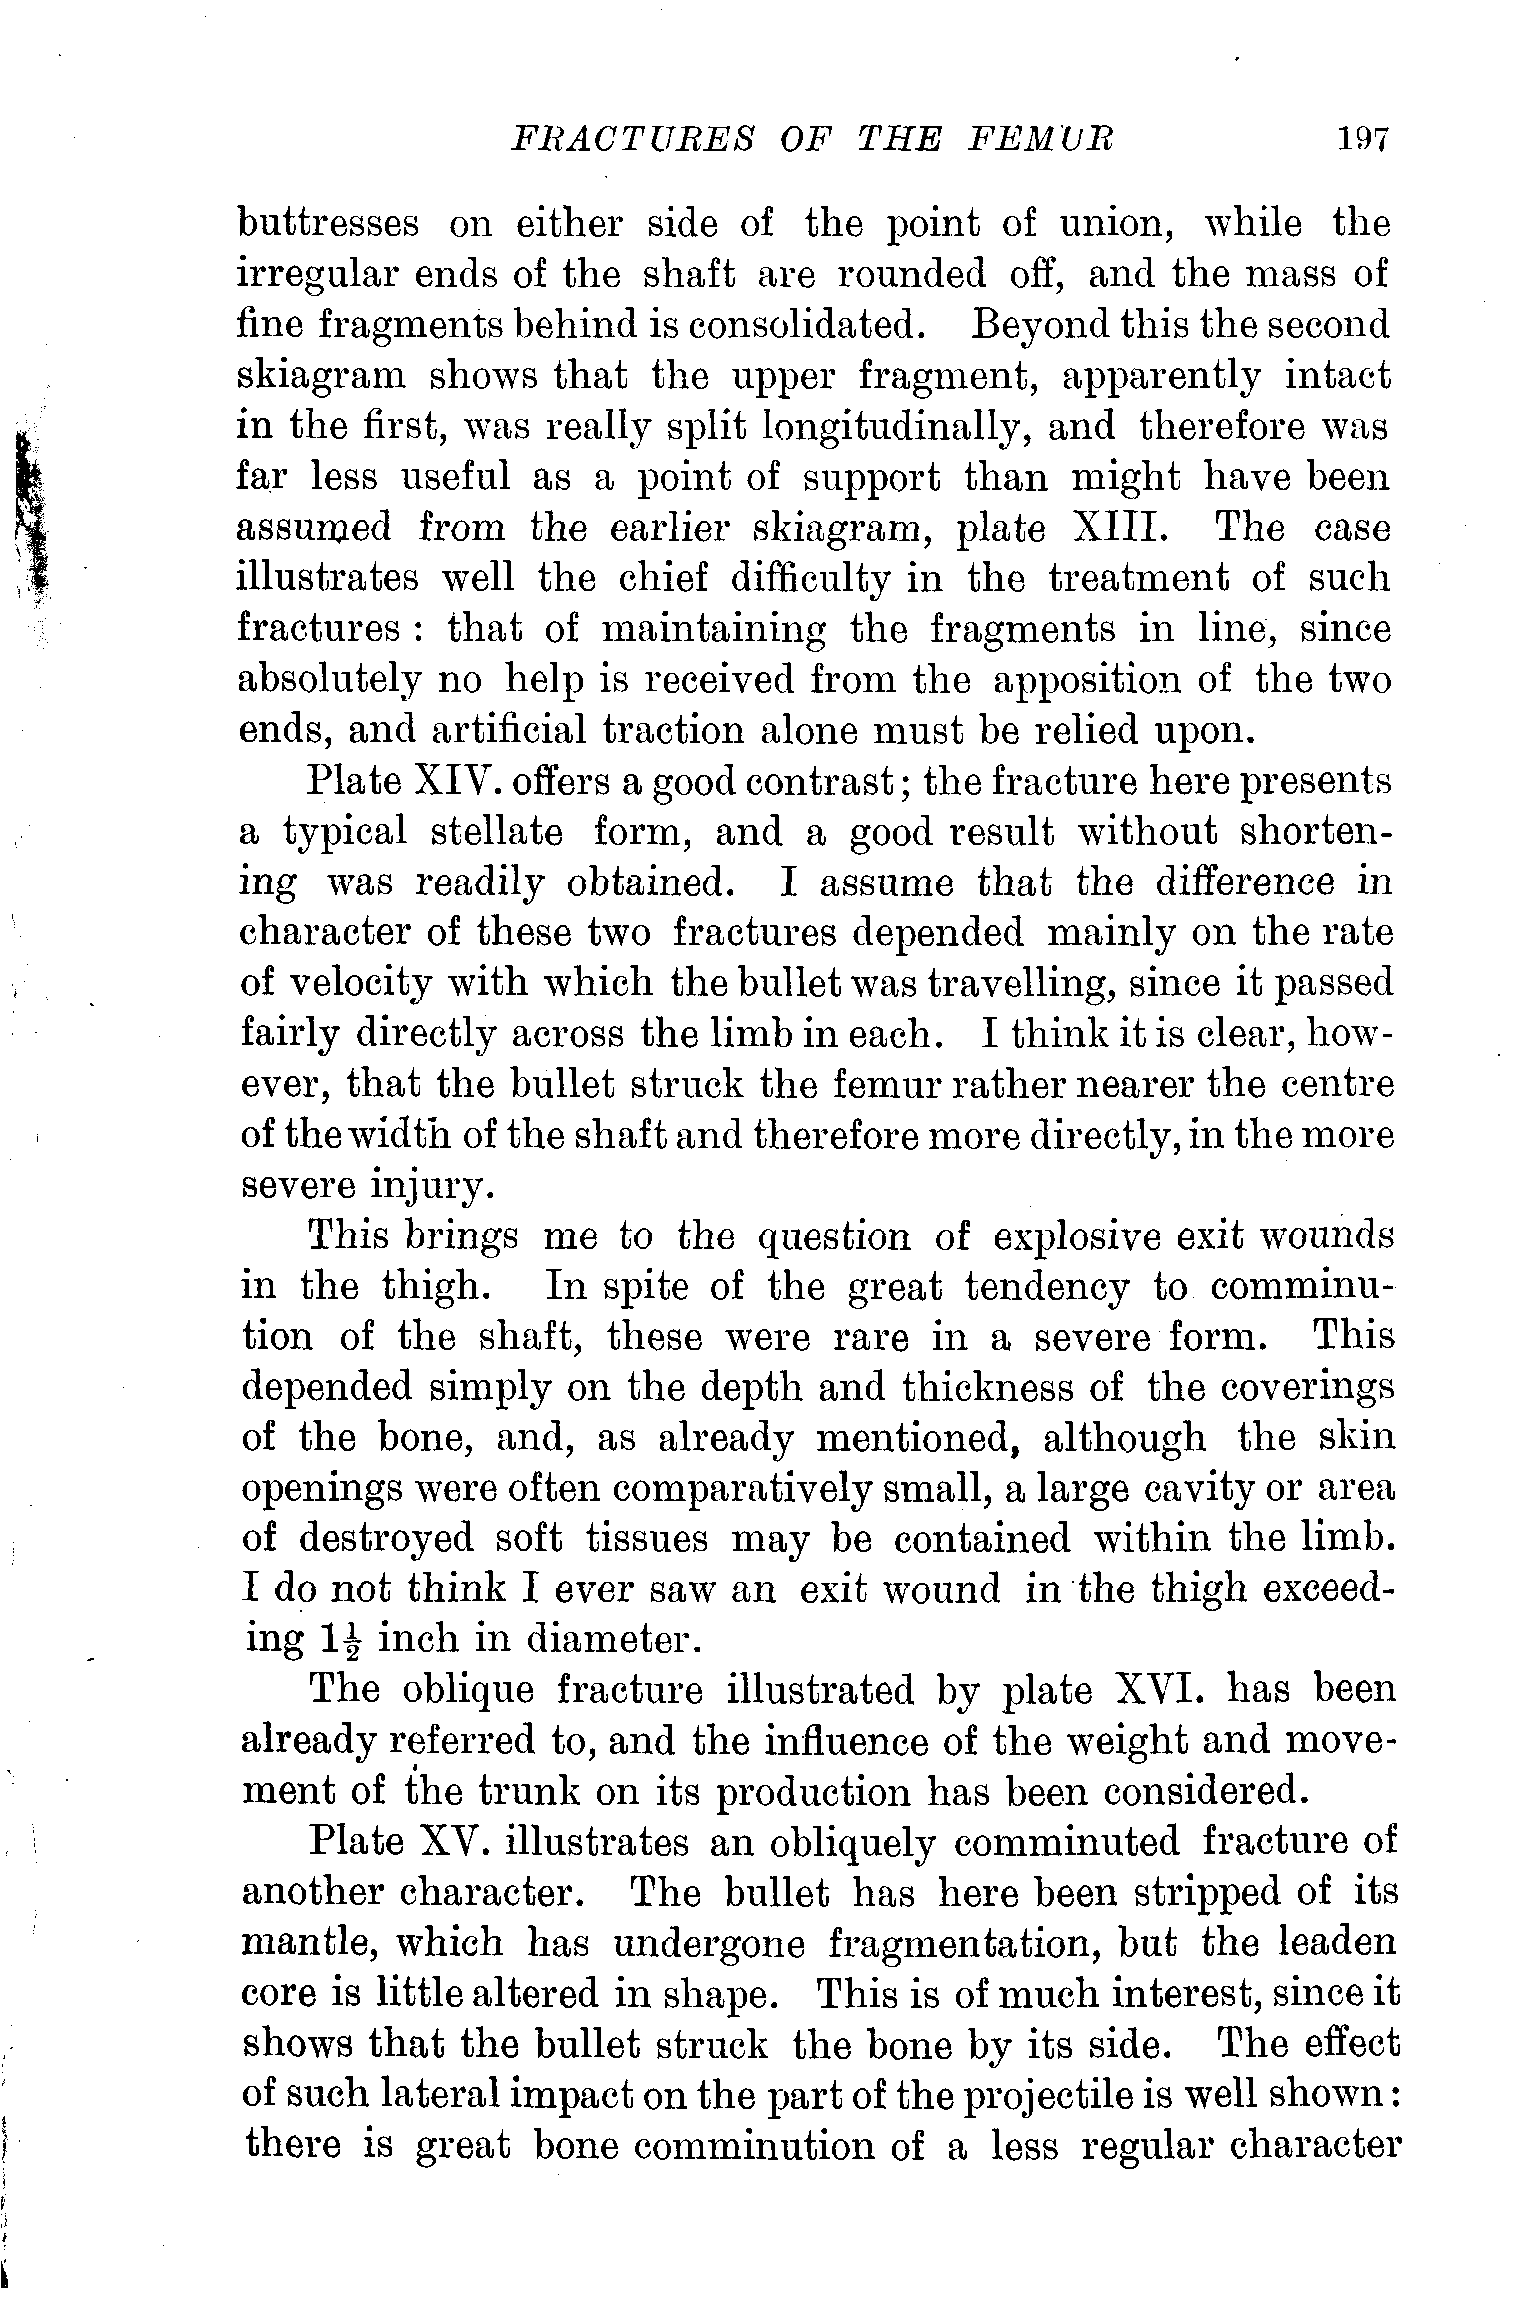 FRACTURES OF THE FEMUR 197
buttresses on either side of the point of union, while the
irregular ends of the shaft are rounded off, and the mass of
fine fragments behind is consolidated. Beyond this the second
skiagram shows that the upper fragment, apparently intact
in the first, was really split longitudinally, and therefore was
far less useful as a point of support than might have been
assumed from the earlier skiagram, plate XIII. The case
illustrates well the chief difficulty in the treatment of such
fractures : that of maintaining the fragments in line, since
absolutely no help is received from the apposition of the two
ends, and artificial traction alone must be relied upon.
Plate XIV. offers a good contrast ; the fracture here presents
a typical stellate form, and a good result without shorten-
ing was readily obtained. I assume that the difference in
character of these two fractures depended mainly on the rate
of velocity with which the bullet was travelling, since it passed
fairly directly across the limb in each. I think it is clear, how-
ever, that the bullet struck the femur rather nearer the centre
of the width of the shaft and therefore more directly, in the more
severe injury.
This brings me to the question of explosive exit wounds
in the thigh. In spite of the great tendency to comminu-
tion of the shaft, these were rare in a severe form. This
depended simply on the depth and thickness of the coverings
of the bone, and, as already mentioned, although the skin
openings were often comparatively small, a large cavity or area
of destroyed soft tissues may be contained within the limb.
I do not think I ever saw an exit wound in the thigh exceed-
ing 1½ inch in diameter.
The oblique fracture illustrated by plate XVI. has been
already referred to, and the influence of the weight and move-
ment of the trunk on its production has been considered.
Plate XV. illustrates an obliquely comminuted fracture of
another character. The bullet has here been stripped of its
mantle, which has undergone fragmentation, but the leaden
core is little altered in shape. This is of much interest, since it
shows that the bullet struck the bone by its side. The effect
of such lateral impact on the part of the projectile is well shown :
there is great bone comminution of a less regular character